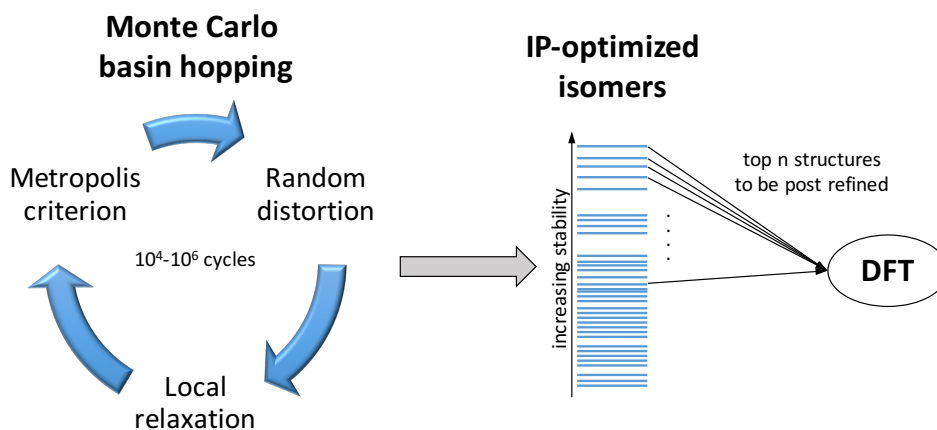 Monte Carlo
basin hopping
Metropolis
criterion
Random
distortion
10⁴-10⁶ cycles
Local
relaxation
IP-optimized
isomers
increasing stability
top n structures
to be post refined
DFT